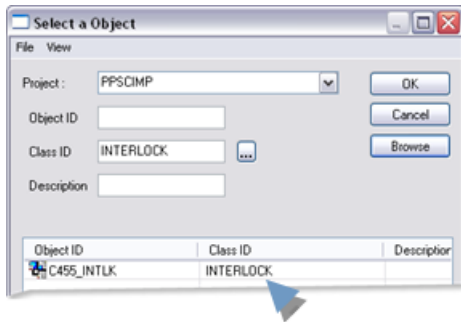 Select a Object
File View
Project : PPSCIMP OK
Object ID Cancel
Class ID INTERLOCK ... Browse
Description
Object ID Class ID Description
C455_INTLK INTERLOCK